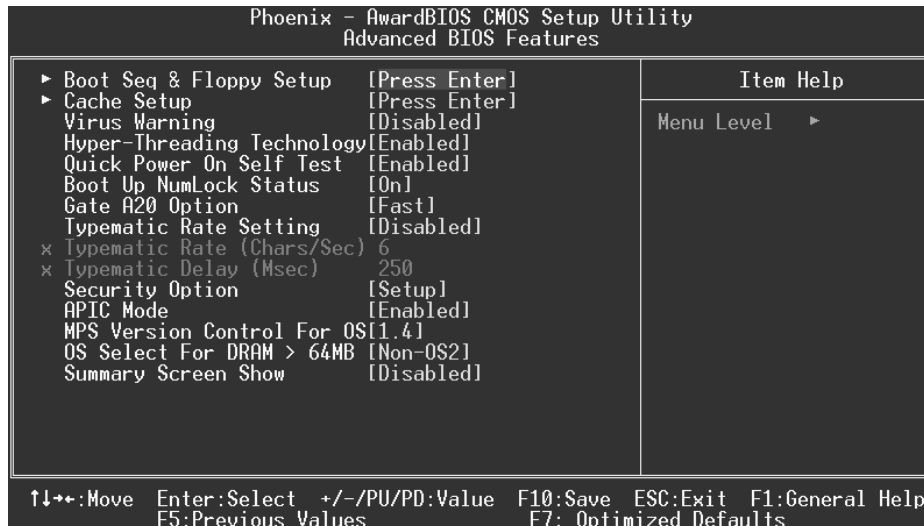 Phoenix - AwardBIOS CMOS Setup Utility
Advanced BIOS Features
► Boot Seq & Floppy Setup [Press Enter]
► Cache Setup [Press Enter]
Virus Warning [Disabled]
Hyper-Threading Technology[Enabled]
Quick Power On Self Test [Enabled]
Boot Up NumLock Status [On]
Gate A20 Option [Fast]
Typematic Rate Setting [Disabled]
x Typematic Rate (Chars/Sec) 6
x Typematic Delay (Msec) 250
Security Option [Setup]
APIC Mode [Enabled]
MPS Version Control For OS[1.4]
OS Select For DRAM > 64MB [Non-OS2]
Summary Screen Show [Disabled]
Item Help
Menu Level ►
↑↓→←:Move Enter:Select +/-/PU/PD:Value F10:Save ESC:Exit F1:General Help
F5:Previous Values F7: Optimized Defaults